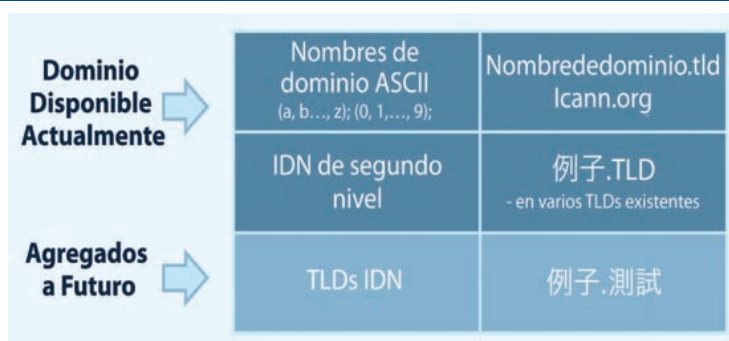 Dominio
Disponible
Actualmente
Nombres de
dominio ASCII
(a, b..., z); (0, 1,..., 9);
Nombrededominio.tld
Icann.org
IDN de segundo
nivel
例子.TLD
- en varios TLDs existentes
Agregados
a Futuro
TLDs IDN
例子.測試